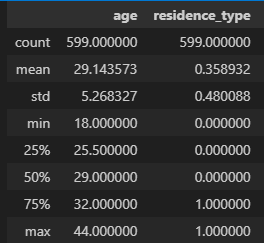 age residence_type
count 599.000000 599.000000
mean 29.143573 0.358932
std 5.268327 0.480088
min 18.000000 0.000000
25% 25.500000 0.000000
50% 29.000000 0.000000
75% 32.000000 1.000000
max 44.000000 1.000000